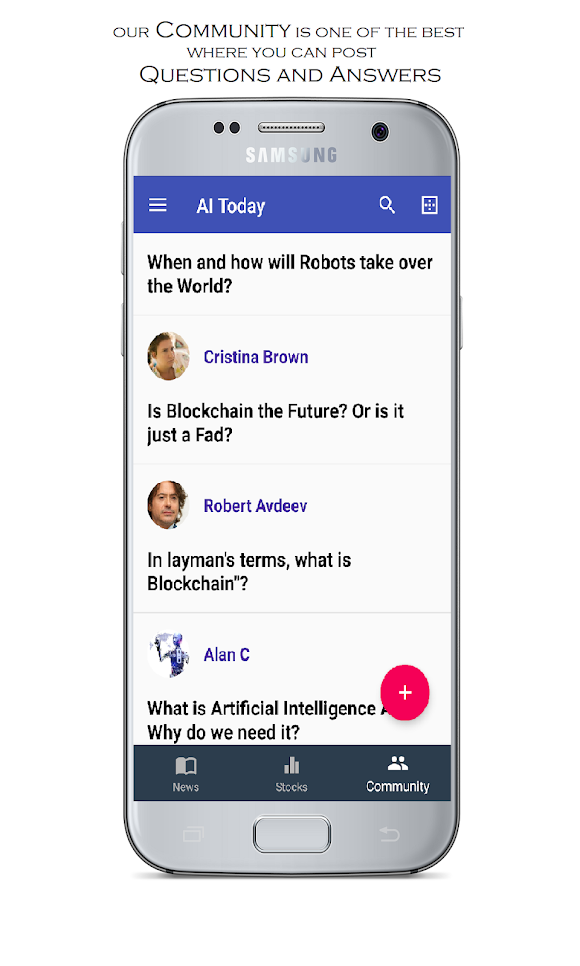 our Community is one of the best
where you can post
Questions and Answers
SAMSUNG
AI Today
When and how will Robots take over
the World?
Cristina Brown
Is Blockchain the Future? Or is it
just a Fad?
Robert Avdeev
In layman's terms, what is
Blockchain"?
Alan C
What is Artificial Intelligence
Why do we need it?
News
Stocks
Community